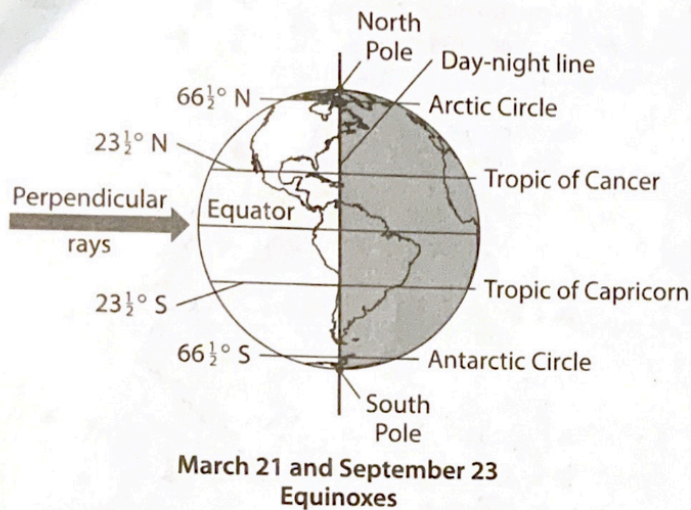 North
Pole
Day-night line
66½° N
Arctic Circle
23½° N
Tropic of Cancer
Perpendicular
rays
Equator
23½° S
Tropic of Capricorn
66½° S
Antarctic Circle
South
Pole
March 21 and September 23
Equinoxes